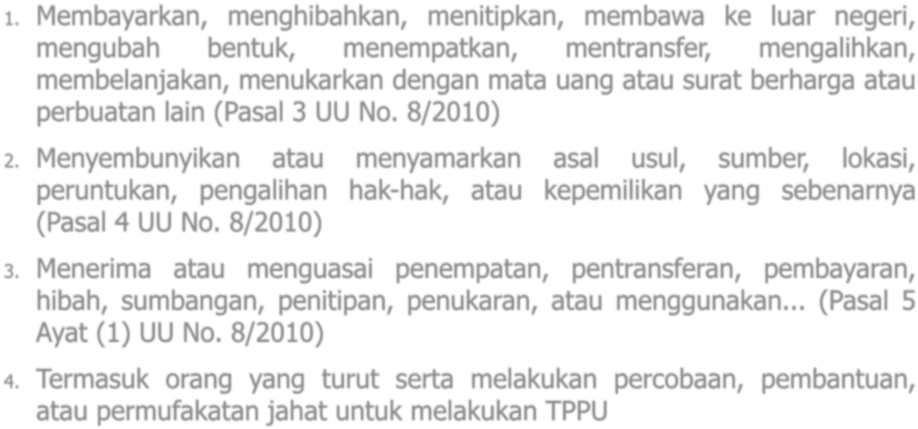 1. Membayarkan, menghibahkan, menitipkan, membawa ke luar negeri,
mengubah bentuk, menempatkan, mentransfer, mengalihkan,
membelanjakan, menukarkan dengan mata uang atau surat berharga atau
perbuatan lain (Pasal 3 UU No. 8/2010)
2. Menyembunyikan atau menyamarkan asal usul, sumber, lokasi,
peruntukan, pengalihan hak-hak, atau kepemilikan yang sebenarnya
(Pasal 4 UU No. 8/2010)
3. Menerima atau menguasai penempatan, pentransferan, pembayaran,
hibah, sumbangan, penitipan, penukaran, atau menggunakan... (Pasal 5
Ayat (1) UU No. 8/2010)
4. Termasuk orang yang turut serta melakukan percobaan, pembantuan,
atau permufakatan jahat untuk melakukan TPPU